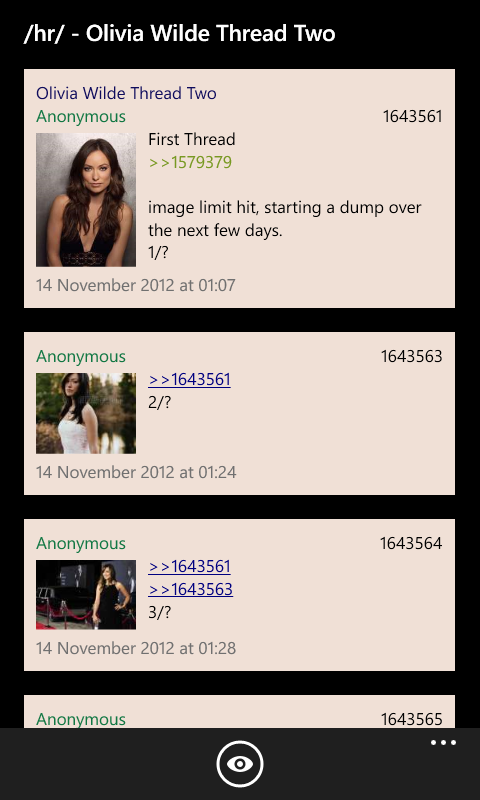 /hr/ - Olivia Wilde Thread Two
Olivia Wilde Thread Two
Anonymous 1643561
First Thread
>>1579379
image limit hit, starting a dump over
the next few days.
1/?
14 November 2012 at 01:07
Anonymous 1643563
>>1643561
2/?
14 November 2012 at 01:24
Anonymous 1643564
>>1643561
>>1643563
3/?
14 November 2012 at 01:28
Anonymous 1643565